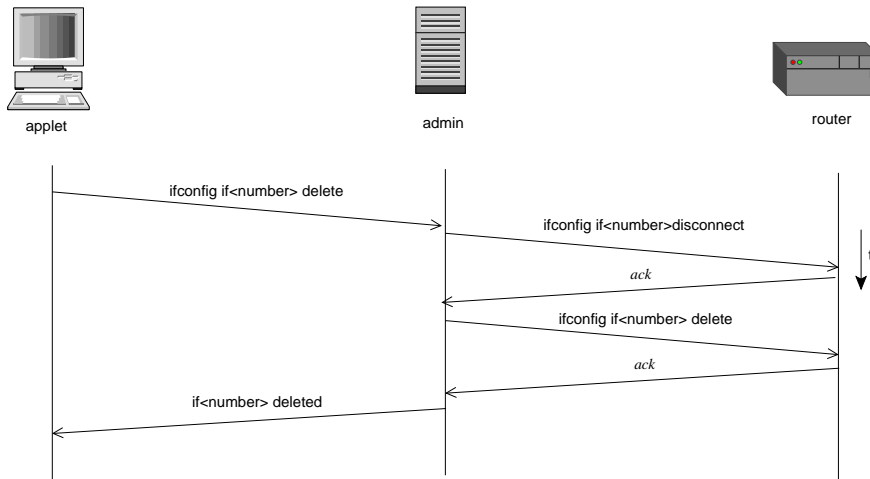 applet
admin
router
ifconfig if<number> delete
ifconfig if<number>disconnect
t
ack
ifconfig if<number> delete
ack
if<number> deleted